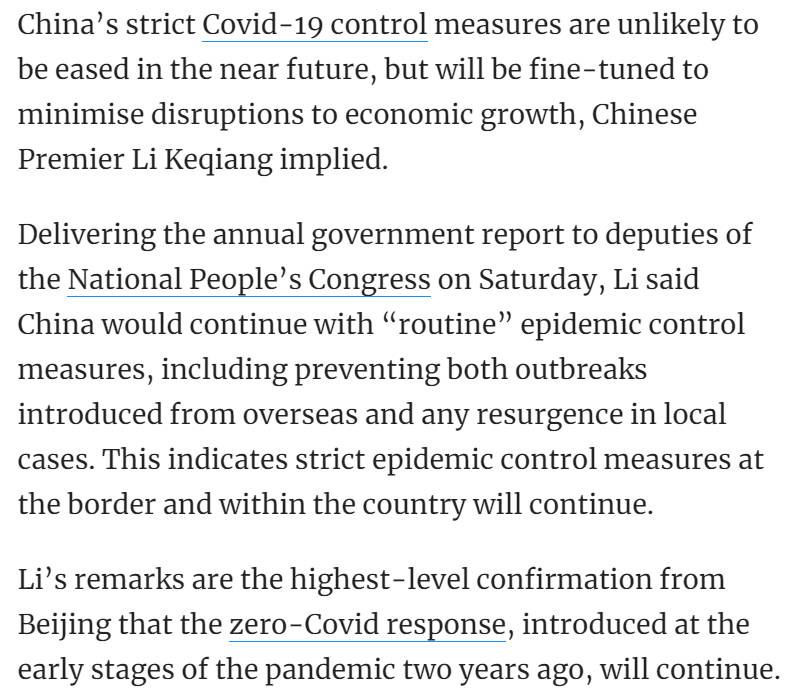 China’s strict Covid-19 control measures are unlikely to
be eased in the near future, but will be fine-tuned to
minimise disruptions to economic growth, Chinese
Premier Li Keqiang implied.
Delivering the annual government report to deputies of
the National People’s Congress on Saturday, Li said
China would continue with “routine” epidemic control
measures, including preventing both outbreaks
introduced from overseas and any resurgence in local
cases. This indicates strict epidemic control measures at
the border and within the country will continue.
Li’s remarks are the highest-level confirmation from
Beijing that the zero-Covid response, introduced at the
early stages of the pandemic two years ago, will continue.